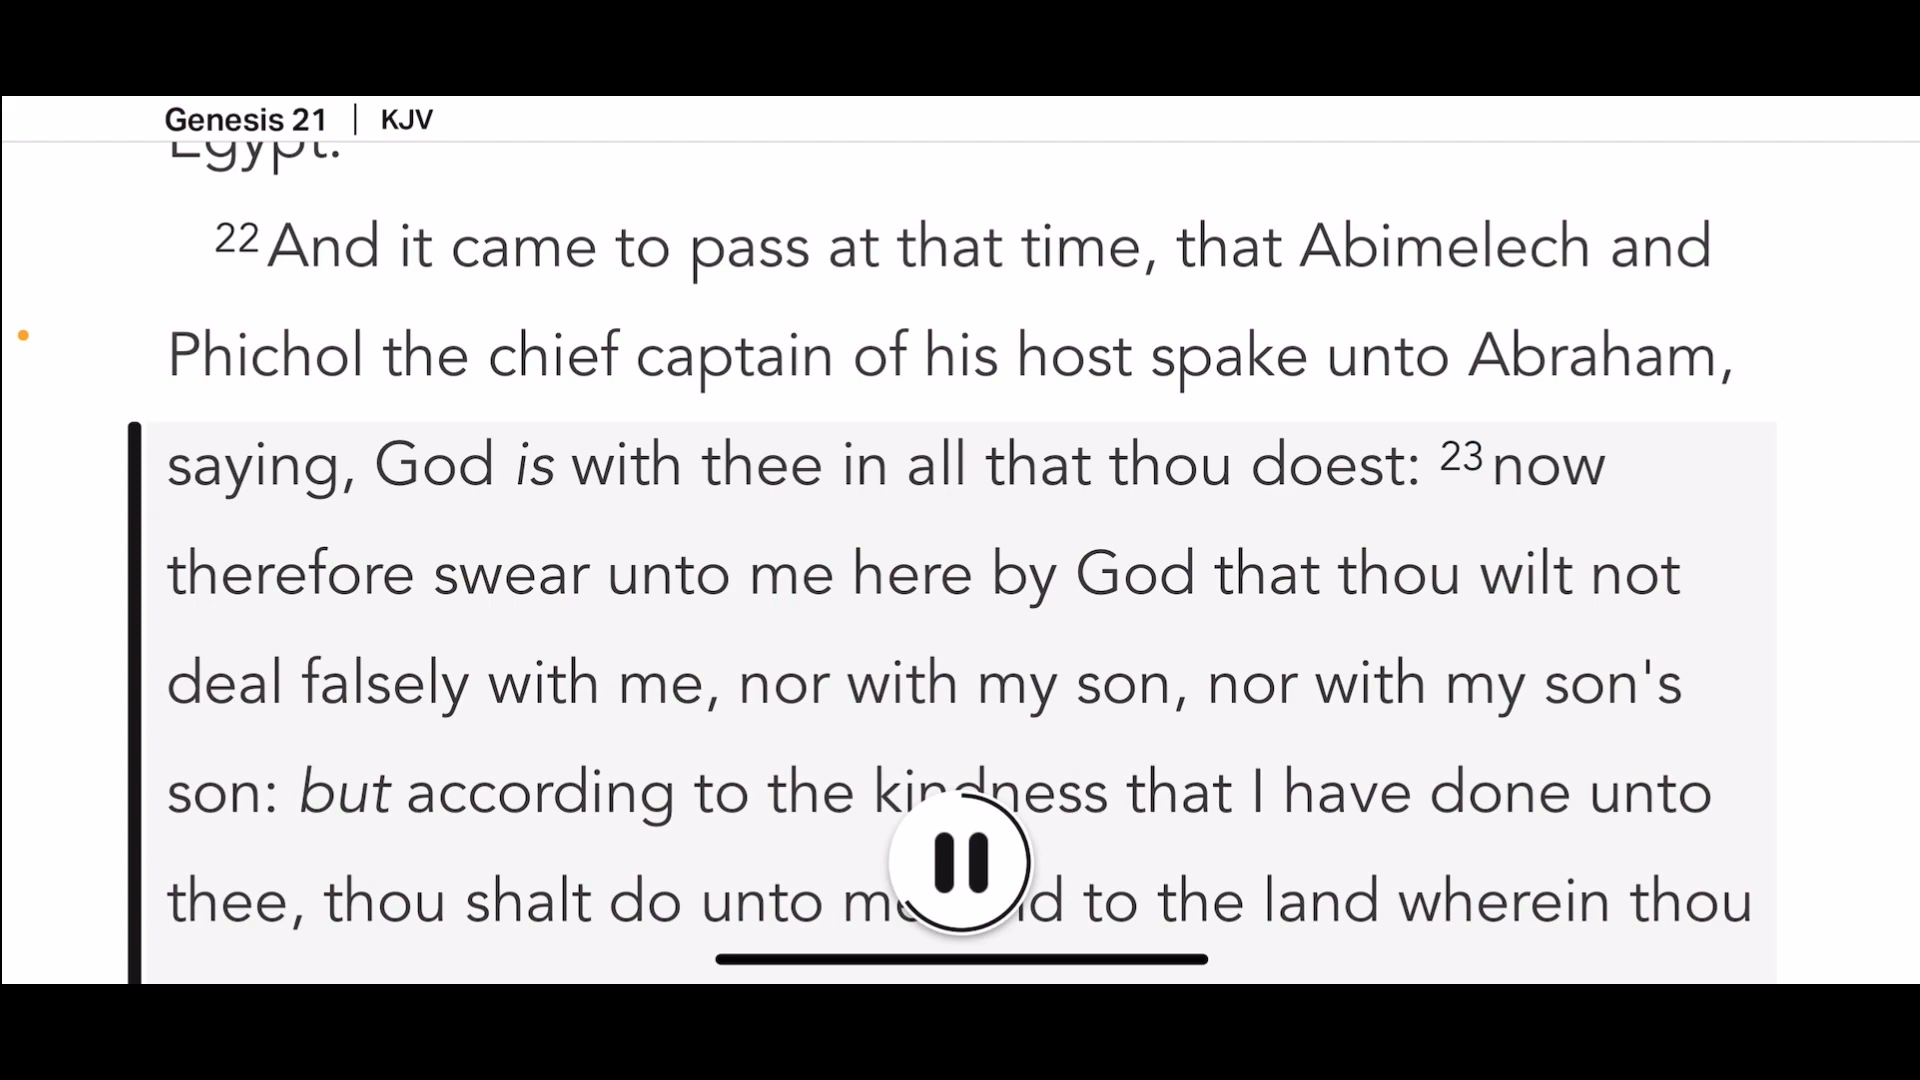 Genesis 21 | KJV
Egypt.
22 And it came to pass at that time, that Abimelech and
Phichol the chief captain of his host spake unto Abraham,
saying, God is with thee in all that thou doest: 23 now
therefore swear unto me here by God that thou wilt not
deal falsely with me, nor with my son, nor with my son's
son: but according to the kindness that I have done unto
thee, thou shalt do unto me to the land wherein thou